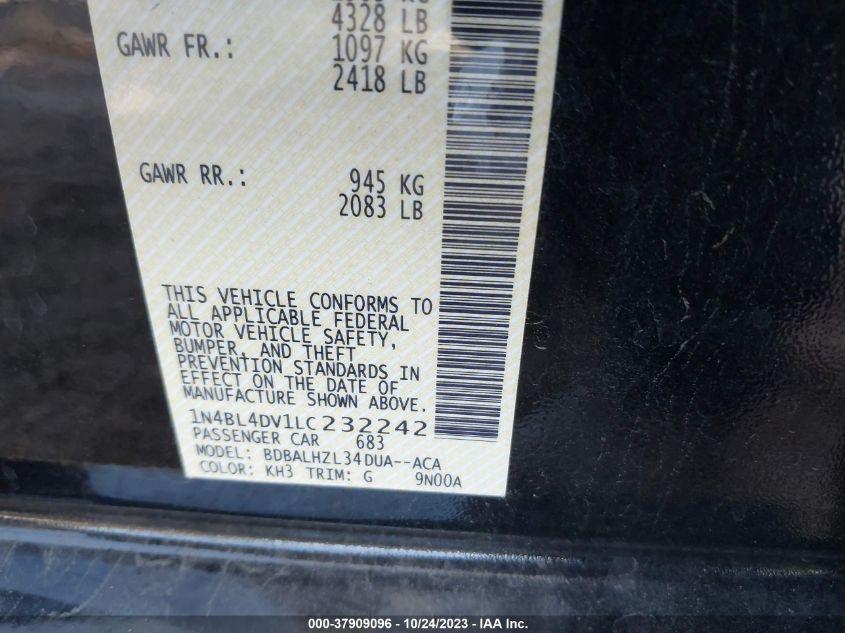 4328 LB
GAWR FR.: 1097 KG
2418 LB
GAWR RR.: 945 KG
2083 LB
THIS VEHICLE CONFORMS TO
ALL APPLICABLE FEDERAL
MOTOR VEHICLE SAFETY,
BUMPER, AND THEFT
PREVENTION STANDARDS IN
EFFECT ON THE DATE OF
MANUFACTURE SHOWN ABOVE.
1N4BL4DV1LC232242
PASSENGER CAR 683
MODEL: BDBALHZL34DUA--ACA
COLOR: KH3 TRIM: G 9N00A
000-37909096 - 10/24/2023 - IAA Inc.